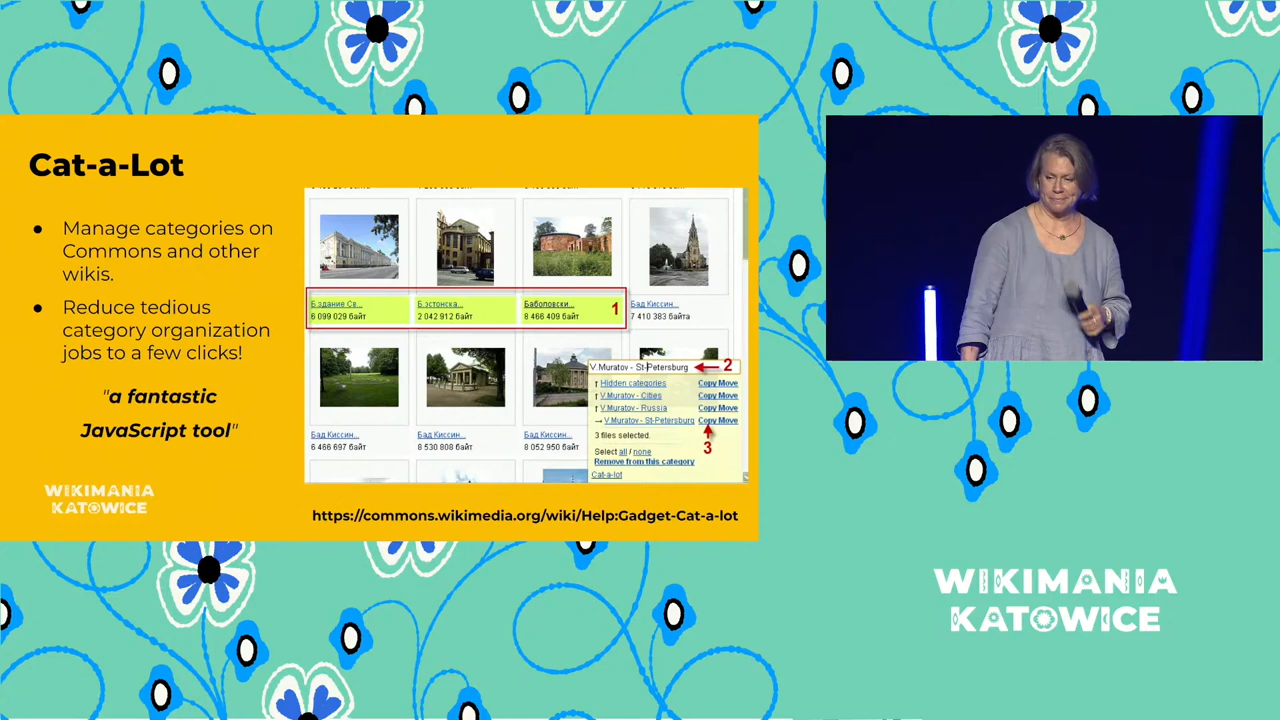 Cat-a-Lot
● Manage categories on
Commons and other
wikis.
● Reduce tedious
category organization
jobs to a few clicks!
"a fantastic
JavaScript tool"
WIKIMANIA
KATOWICE
Б.здание Св...
6 099 029 байт
Б.эстонска...
2 042 912 байт
Баболовски...
8 466 409 байт
1
Бад Киссин...
7 410 383 байта
Бад Киссин...
6 466 697 байт
Бад Киссин...
8 530 808 байт
Бад Киссин...
8 052 950 байт
V.Muratov - St-Petersburg
2
↑ Hidden categories Copy Move
↑ V.Muratov - Cities Copy Move
↑ V.Muratov - Russia Copy Move
→ V.Muratov - St-Petersburg Copy Move
3 files selected.
3
Select all / none
Remove from this category
Cat-a-lot
https://commons.wikimedia.org/wiki/Help:Gadget-Cat-a-lot
WIKIMANIA
KATOWICE